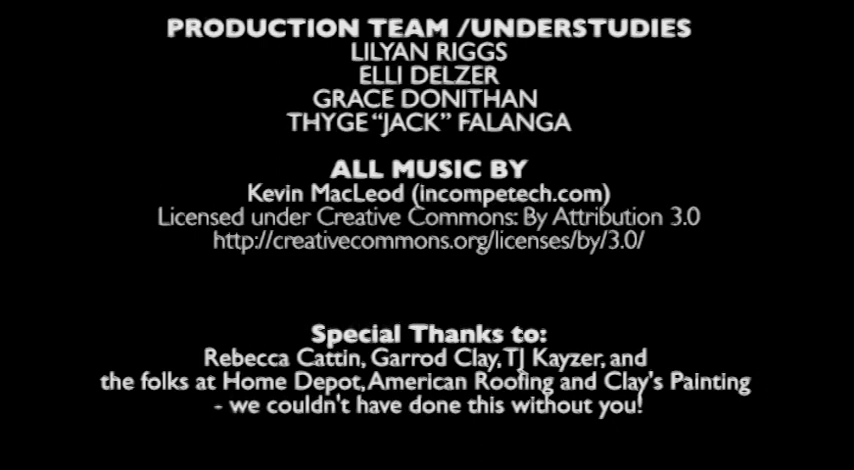 PRODUCTION TEAM /UNDERSTUDIES
LILYAN RIGGS
ELLI DELZER
GRACE DONITHAN
THYGE “JACK” FALANGA
ALL MUSIC BY
Kevin MacLeod (incompetech.com)
Licensed under Creative Commons: By Attribution 3.0
http://creativecommons.org/licenses/by/3.0/
Special Thanks to:
Rebecca Cattin, Garrod Clay, TJ Kayzer, and
the folks at Home Depot, American Roofing and Clay's Painting
- we couldn't have done this without you!